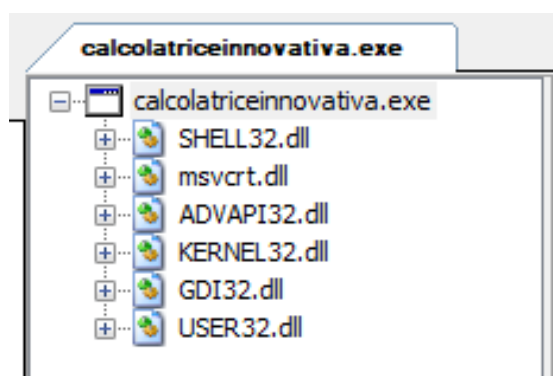 calcolatriceinnovativa.exe
calcolatriceinnovativa.exe
SHELL32.dll
msvcrt.dll
ADVAPI32.dll
KERNEL32.dll
GDI32.dll
USER32.dll